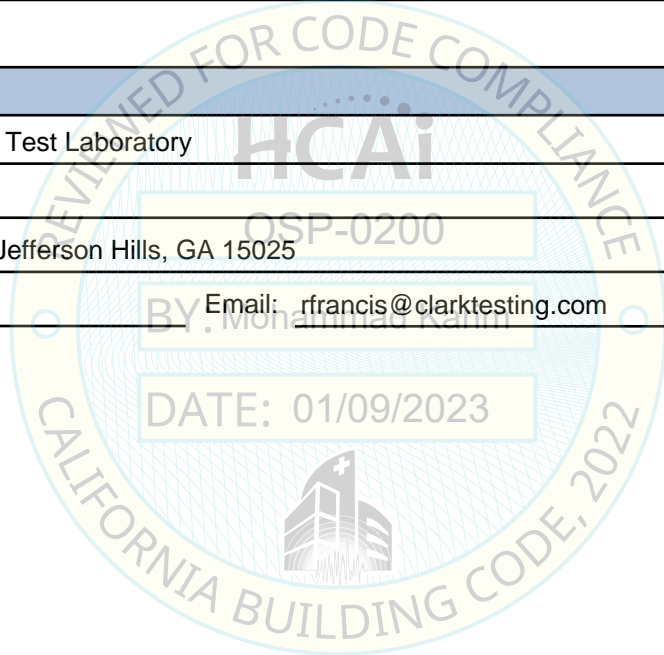 REVIEWED FOR CODE COMPLIANCE
HCAi
Test Laboratory
OSP-0200
Jefferson Hills, GA 15025
Email: rfrancis@clarktesting.com
BY: Mohammad Karim
DATE: 01/09/2023
CALIFORNIA BUILDING CODE, 2022